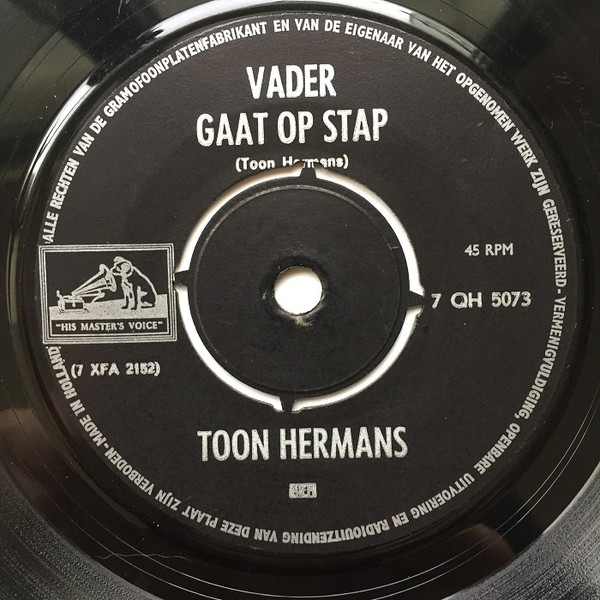 ALLE RECHTEN VAN DE GRAMOFOONPLATENFABRIKANT EN VAN DE EIGENAAR VAN HET OPGENOMEN WERK ZIJN GERESERVEERD- VERMENIGVULDIGING, OPENBARE UITVOERING EN RADIOUITZENDING VAN DEZE PLAAT ZIJN VERBODEN-MADE IN HOLLAND
VADER
GAAT OP STAP
(Toon Hermans)
45 RPM
"HIS MASTER'S VOICE"
7 QH 5073
(7 XFA 2152)
TOON HERMANS